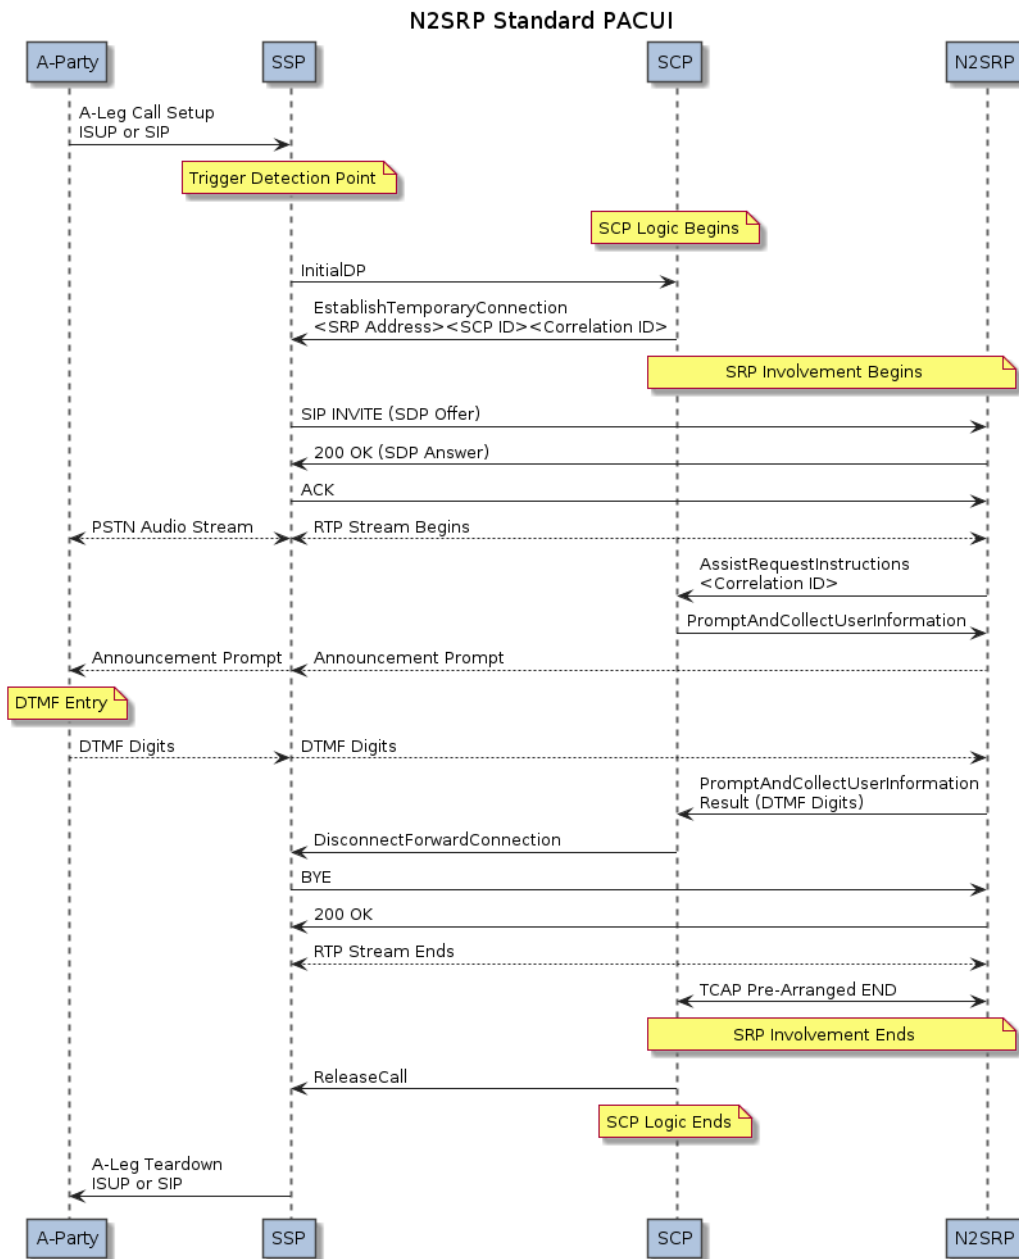 N2SRP Standard PACUI
A-Party
SSP
SCP
N2SRP
A-Leg Call Setup
ISUP or SIP
Trigger Detection Point
SCP Logic Begins
InitialDP
EstablishTemporaryConnection
<SRP Address><SCP ID><Correlation ID>
SRP Involvement Begins
SIP INVITE (SDP Offer)
200 OK (SDP Answer)
ACK
PSTN Audio Stream
RTP Stream Begins
AssistRequestInstructions
<Correlation ID>
PromptAndCollectUserInformation
Announcement Prompt
Announcement Prompt
DTMF Entry
DTMF Digits
DTMF Digits
PromptAndCollectUserInformation
Result (DTMF Digits)
DisconnectForwardConnection
BYE
200 OK
RTP Stream Ends
TCAP Pre-Arranged END
SRP Involvement Ends
ReleaseCall
SCP Logic Ends
A-Leg Teardown
ISUP or SIP
A-Party
SSP
SCP
N2SRP